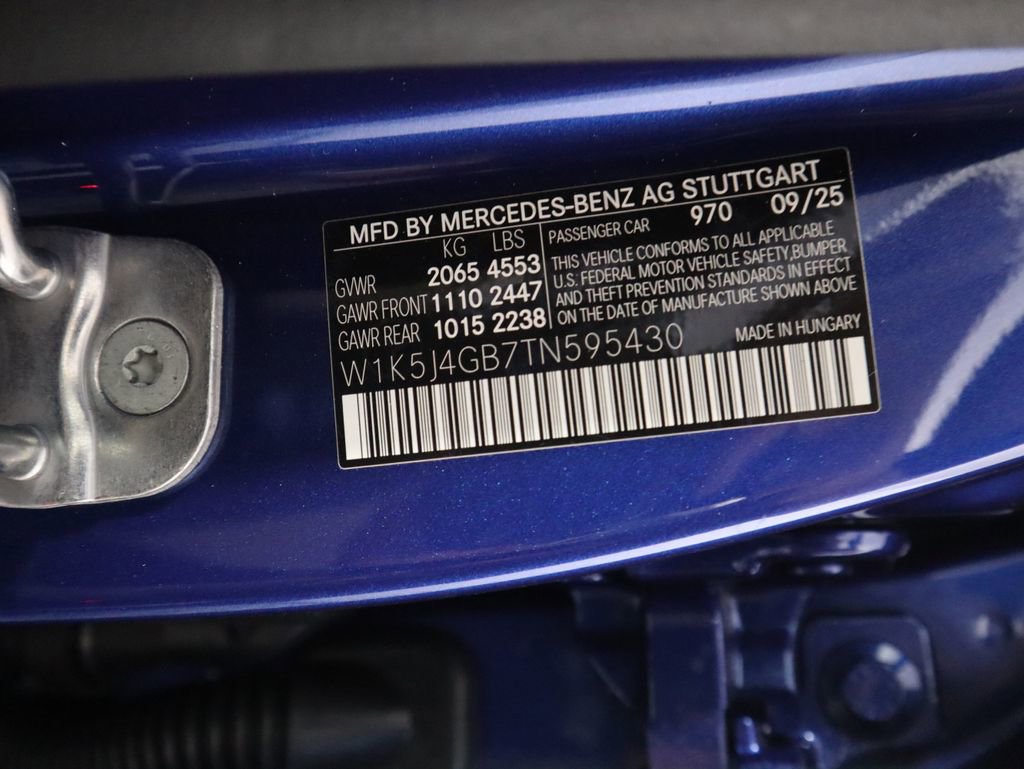 MFD BY MERCEDES-BENZ AG STUTTGART
KG LBS
GVWR 2065 4553
GAWR FRONT 1110 2447
GAWR REAR 1015 2238
PASSENGER CAR 970 09/25
THIS VEHICLE CONFORMS TO ALL APPLICABLE
U.S. FEDERAL MOTOR VEHICLE SAFETY, BUMPER,
AND THEFT PREVENTION STANDARDS IN EFFECT
ON THE DATE OF MANUFACTURE SHOWN ABOVE
W1K5J4GB7TN595430
MADE IN HUNGARY